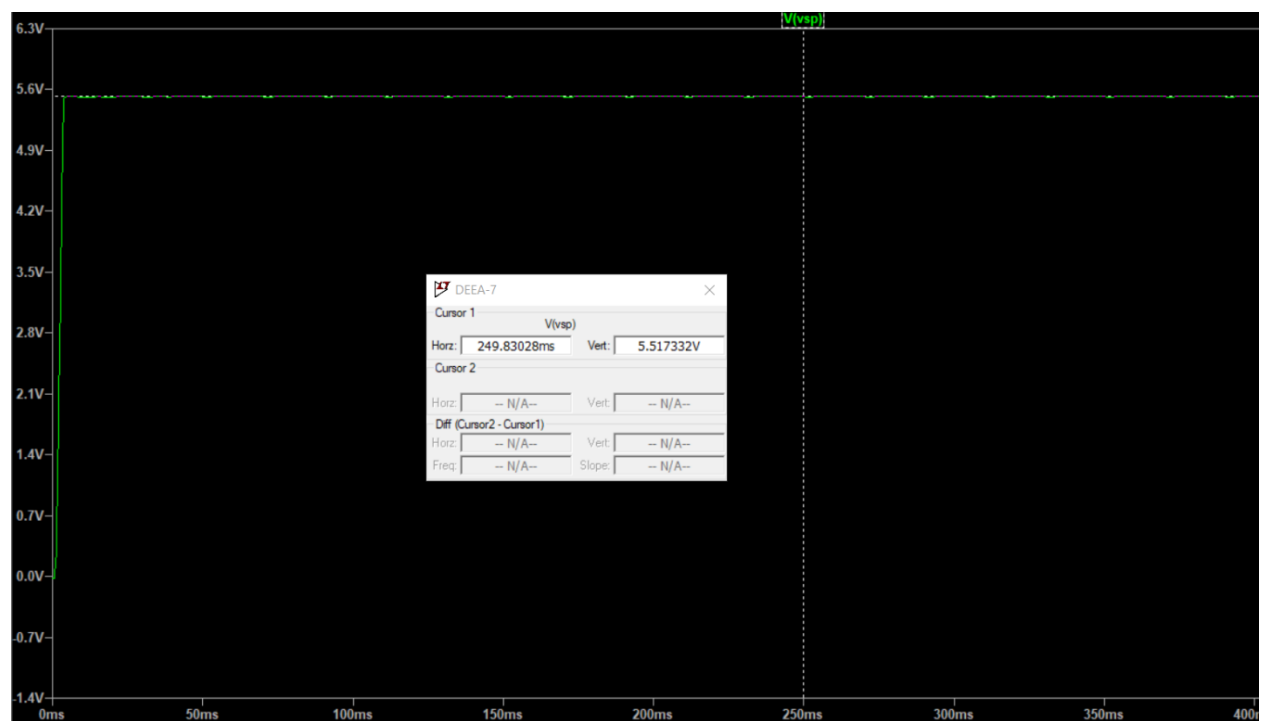 V(vsp)
6.3V
5.6V
4.9V
4.2V
3.5V
2.8V
2.1V
1.4V
0.7V
0.0V
-0.7V
-1.4V
DEEA-7
Cursor 1
V(vsp)
Horz: 249.83028ms Vert: 5.517332V
Cursor 2
Horz: -- N/A-- Vert: -- N/A--
Diff (Cursor2 - Cursor1)
Horz: -- N/A-- Vert: -- N/A--
Freq: -- N/A-- Slope: -- N/A--
0ms 50ms 100ms 150ms 200ms 250ms 300ms 350ms 400